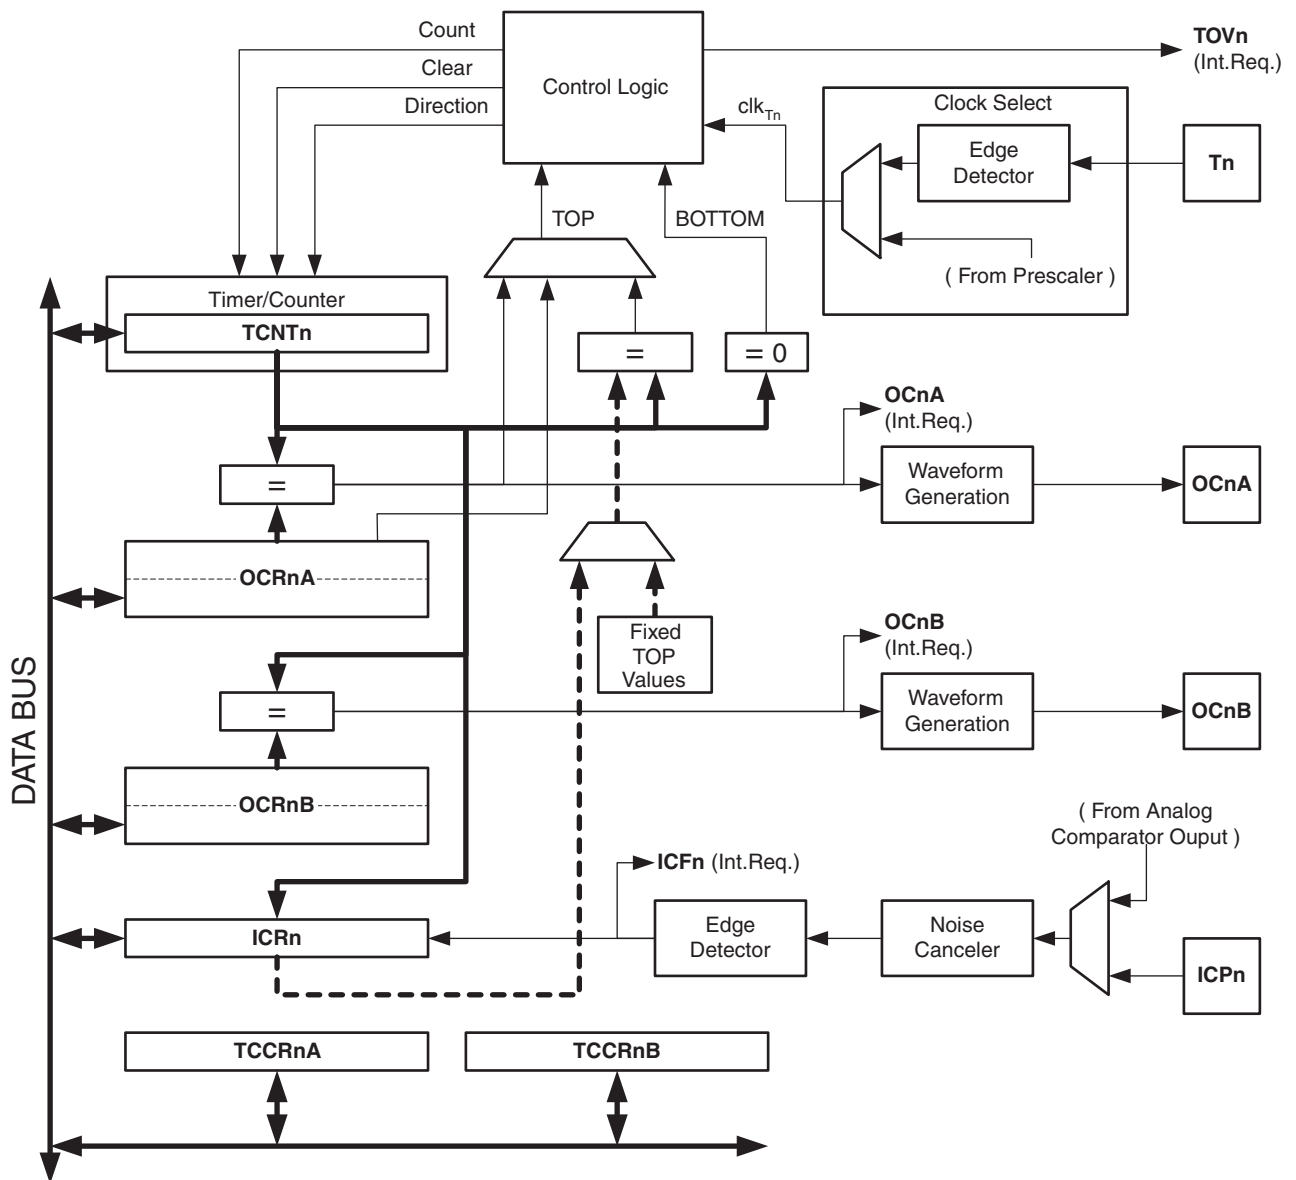 Count
TOVn
(Int.Req.)
Clear
Control Logic
Direction
clkTn
Clock Select
Edge
Detector
Tn
TOP
BOTTOM
( From Prescaler )
Timer/Counter
TCNTn
=
= 0
OCnA
(Int.Req.)
=
Waveform
Generation
OCnA
OCRnA
Fixed
TOP
Values
OCnB
(Int.Req.)
DATA BUS
=
Waveform
Generation
OCnB
OCRnB
( From Analog
Comparator Ouput )
ICFn (Int.Req.)
ICRn
Edge
Detector
Noise
Canceler
ICPn
TCCRnA
TCCRnB